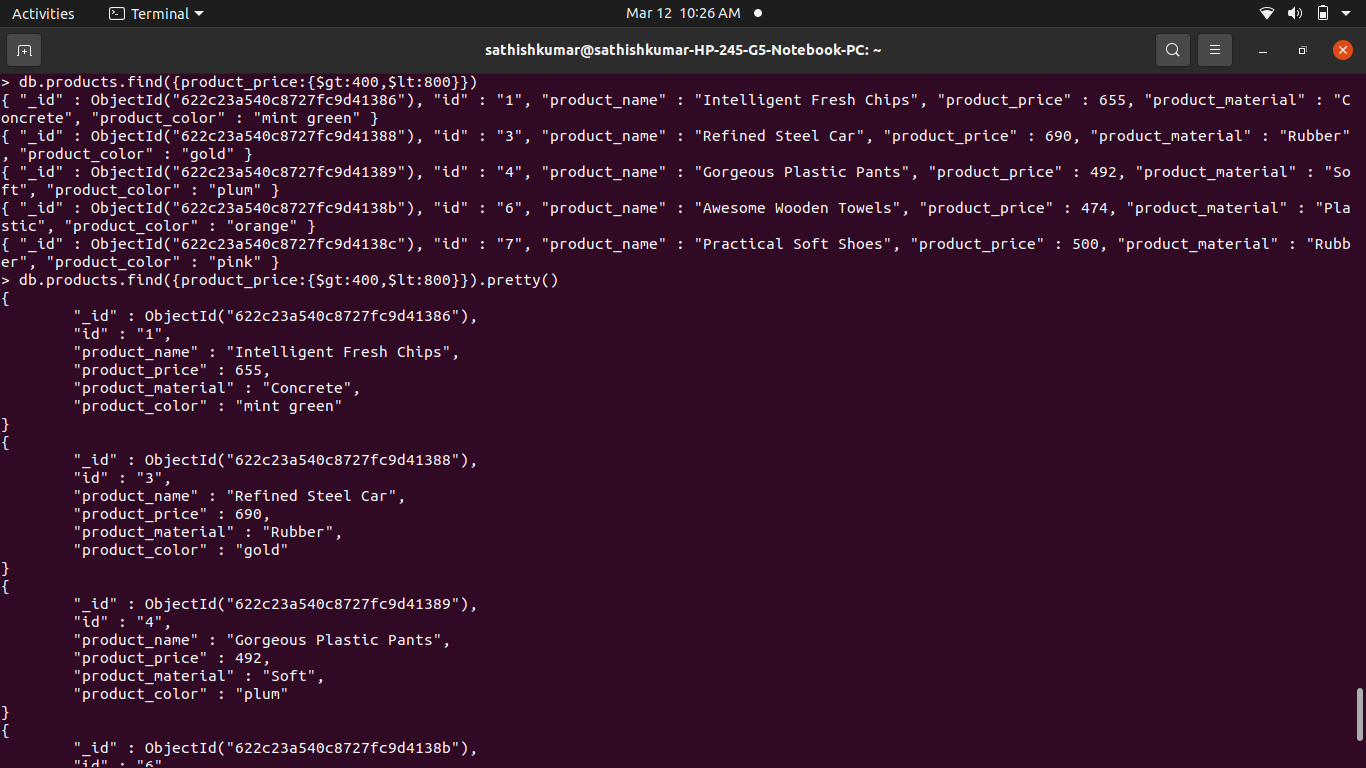 Activities Terminal Mar 12 10:26 AM
sathishkumar@sathishkumar-HP-245-G5-Notebook-PC: ~
> db.products.find({product_price:{$gt:400,$lt:800}})
{ "_id" : ObjectId("622c23a540c8727fc9d41386"), "id" : "1", "product_name" : "Intelligent Fresh Chips", "product_price" : 655, "product_material" : "C
oncrete", "product_color" : "mint green" }
{ "_id" : ObjectId("622c23a540c8727fc9d41388"), "id" : "3", "product_name" : "Refined Steel Car", "product_price" : 690, "product_material" : "Rubber"
, "product_color" : "gold" }
{ "_id" : ObjectId("622c23a540c8727fc9d41389"), "id" : "4", "product_name" : "Gorgeous Plastic Pants", "product_price" : 492, "product_material" : "So
ft", "product_color" : "plum" }
{ "_id" : ObjectId("622c23a540c8727fc9d4138b"), "id" : "6", "product_name" : "Awesome Wooden Towels", "product_price" : 474, "product_material" : "Pla
stic", "product_color" : "orange" }
{ "_id" : ObjectId("622c23a540c8727fc9d4138c"), "id" : "7", "product_name" : "Practical Soft Shoes", "product_price" : 500, "product_material" : "Rubb
er", "product_color" : "pink" }
> db.products.find({product_price:{$gt:400,$lt:800}}).pretty()
{
"_id" : ObjectId("622c23a540c8727fc9d41386"),
"id" : "1",
"product_name" : "Intelligent Fresh Chips",
"product_price" : 655,
"product_material" : "Concrete",
"product_color" : "mint green"
}
{
"_id" : ObjectId("622c23a540c8727fc9d41388"),
"id" : "3",
"product_name" : "Refined Steel Car",
"product_price" : 690,
"product_material" : "Rubber",
"product_color" : "gold"
}
{
"_id" : ObjectId("622c23a540c8727fc9d41389"),
"id" : "4",
"product_name" : "Gorgeous Plastic Pants",
"product_price" : 492,
"product_material" : "Soft",
"product_color" : "plum"
}
{
"_id" : ObjectId("622c23a540c8727fc9d4138b"),
"id" : "6"